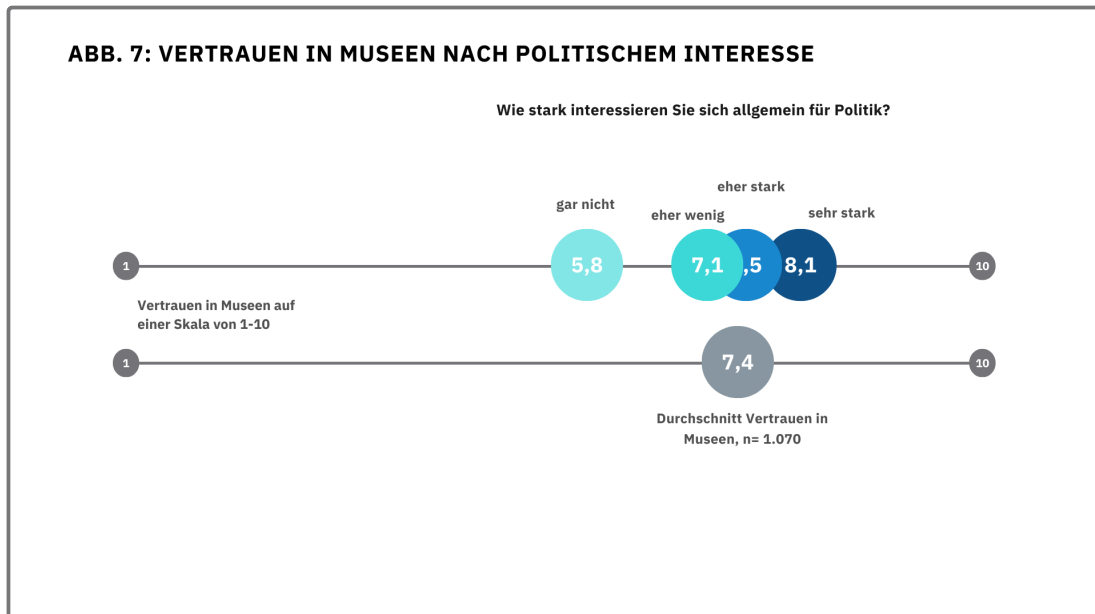 ABB. 7: VERTRAUEN IN MUSEEN NACH POLITISCHEM INTERESSE
Wie stark interessieren Sie sich allgemein für Politik?
eher stark
gar nicht
eher wenig
sehr stark
1
5,8
7,1
,5
8,1
10
Vertrauen in Museen auf
einer Skala von 1-10
1
7,4
10
Durchschnitt Vertrauen in
Museen, n= 1.070